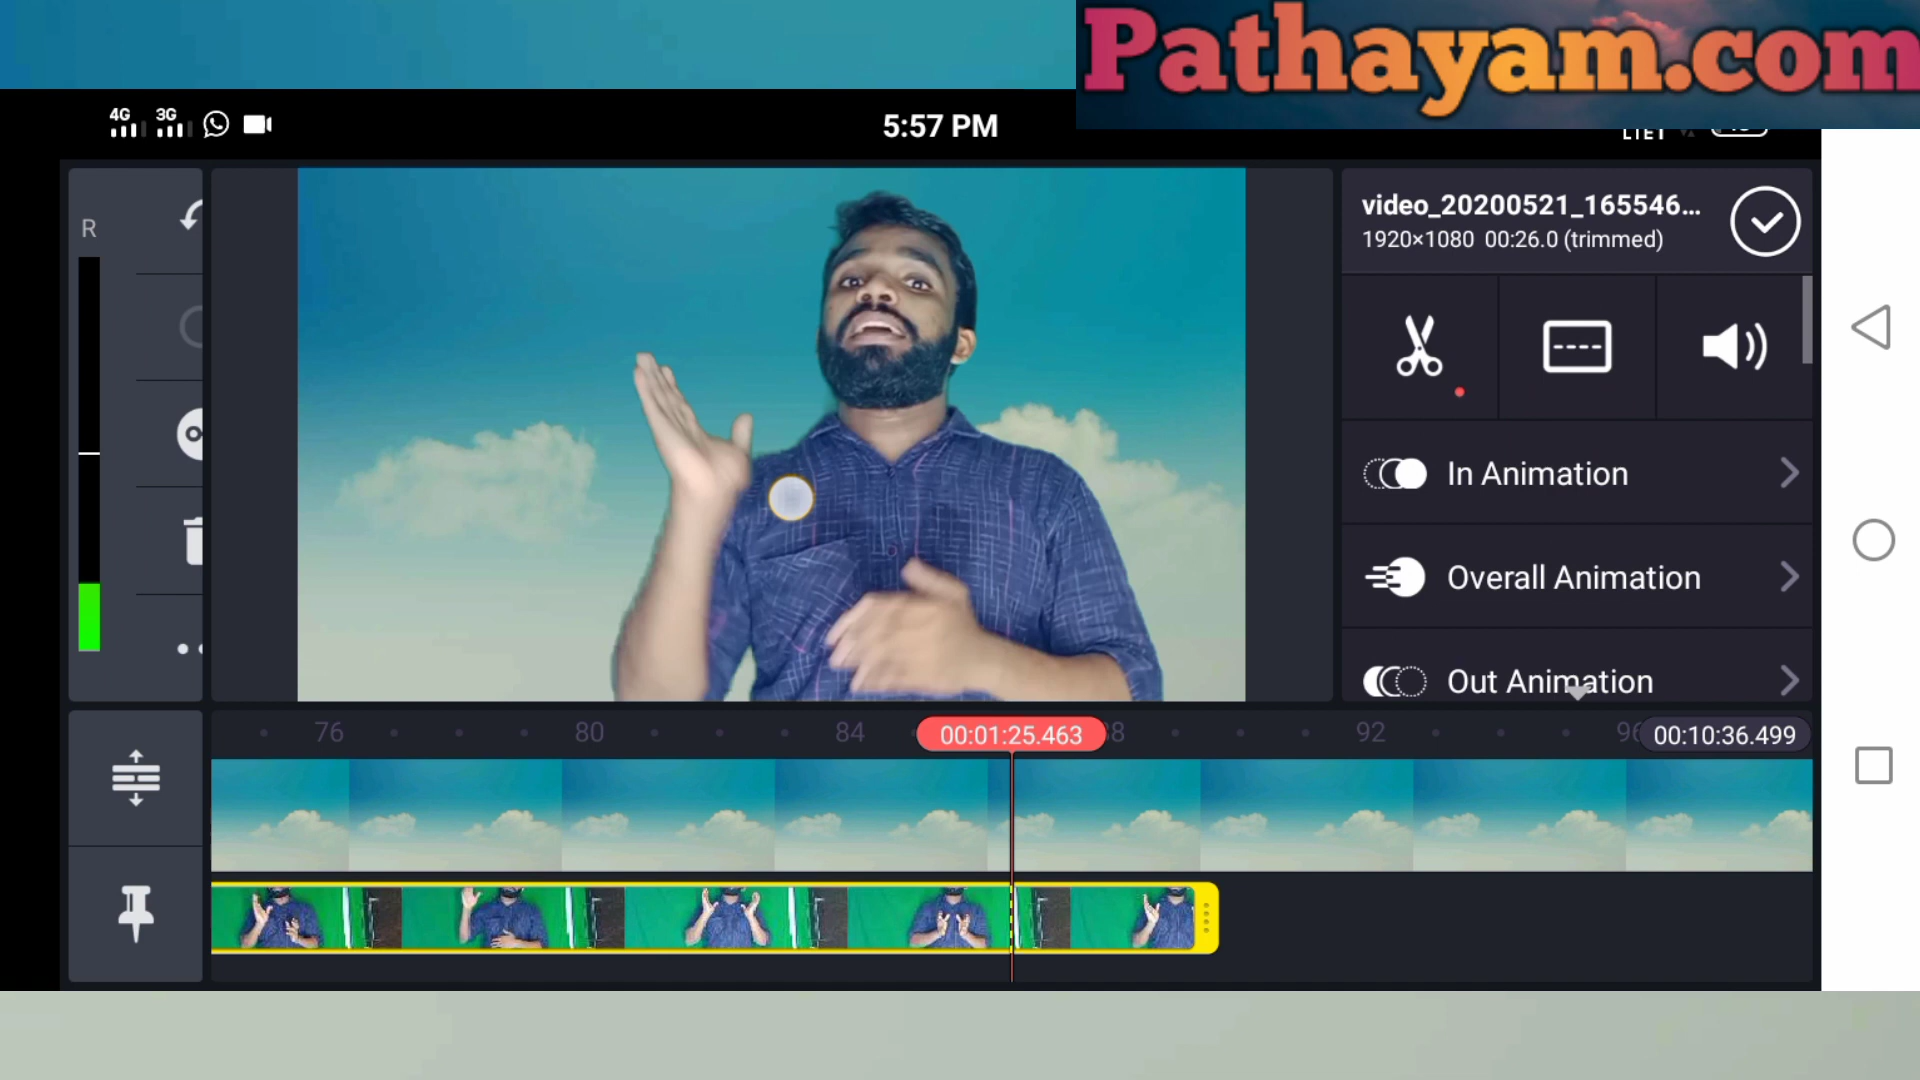 Pathayam.com
4G 3G
5:57 PM
R
video_20200521_165546...
1920×1080 00:26.0 (trimmed)
In Animation
Overall Animation
Out Animation
76 80 84 00:01:25.463 92 00:10:36.499